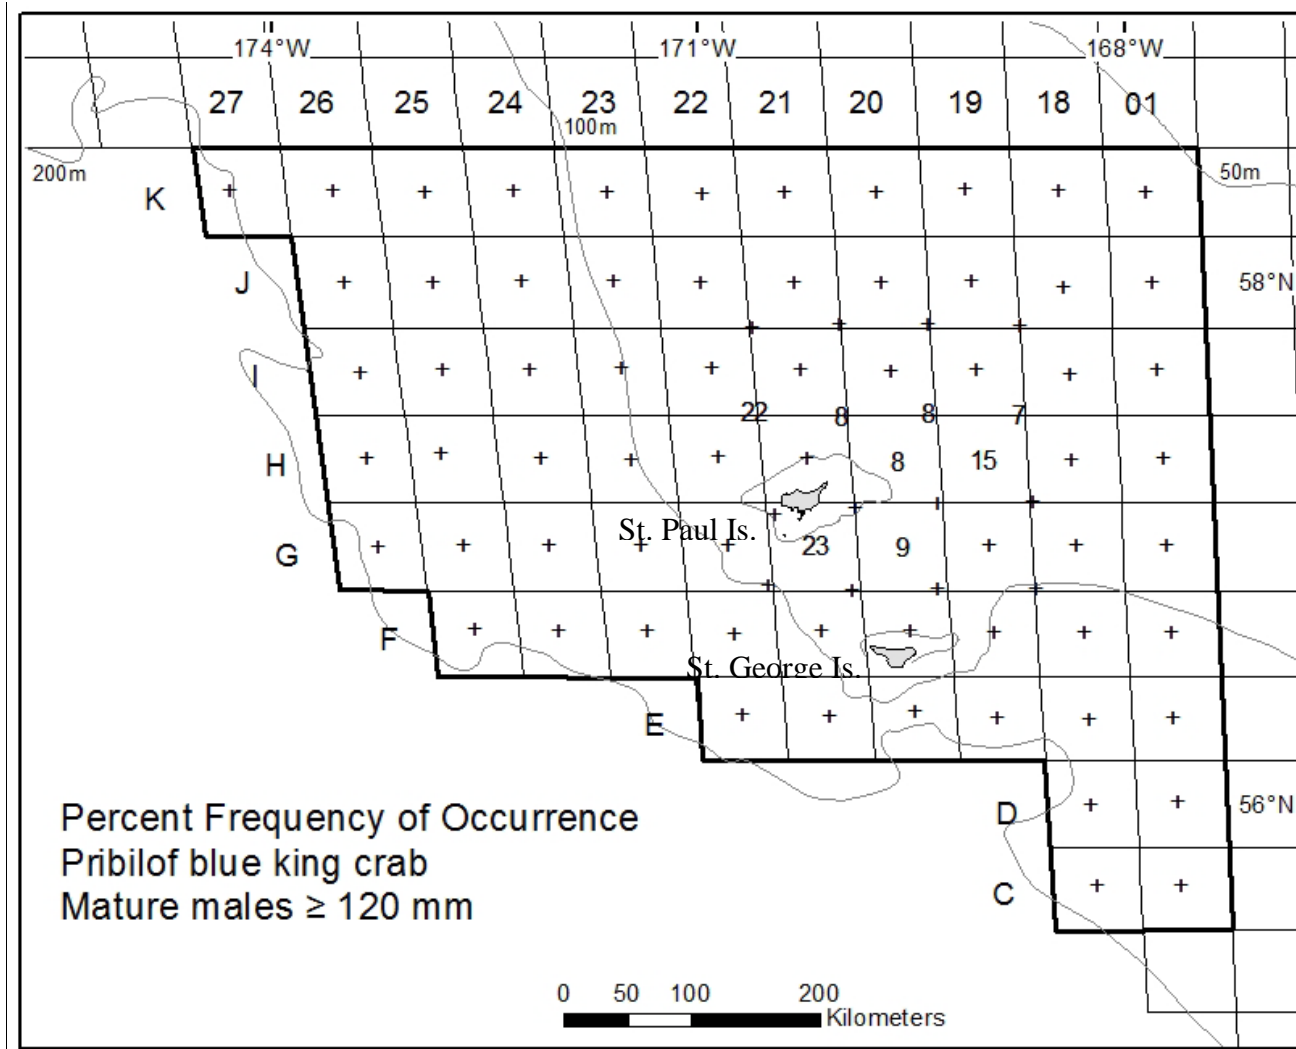 174°W 171°W 168°W
27 26 25 24 23 22 21 20 19 18 01
100m
200m 50m
K
J 58°N
I
22 8 8 7
H 8 15
St. Paul Is.
G 23 9
F
St. George Is.
E
D 56°N
C
Percent Frequency of Occurrence
Pribilof blue king crab
Mature males ≥ 120 mm
0 50 100 200
Kilometers